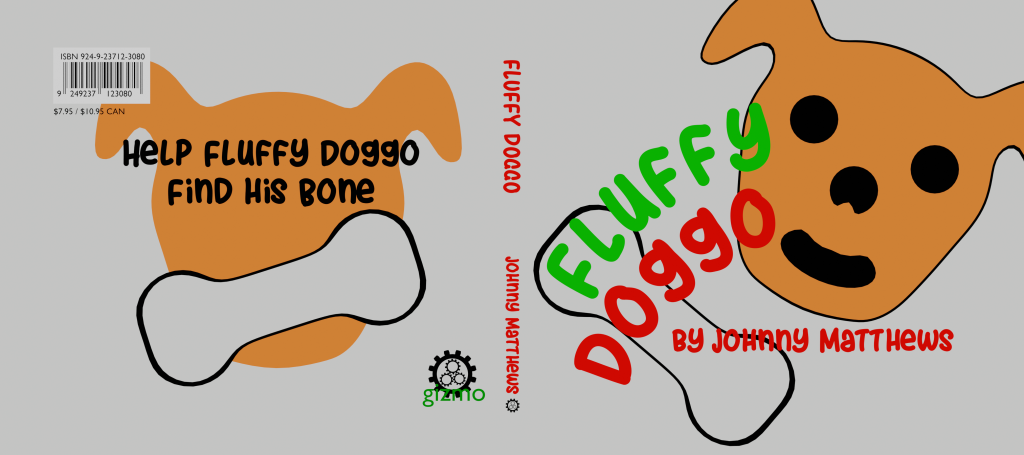 ISBN 924-9-23712-3080
9 249237 123080
$7.95 / $10.95 CAN
HELP FLUFFY DOGGO
FIND HIS BONE
gizmo
FLUFFY DOGGO
JOHNNY MATTHEWS
FLUFFY
DOGGO
BY JOHNNY MATTHEWS